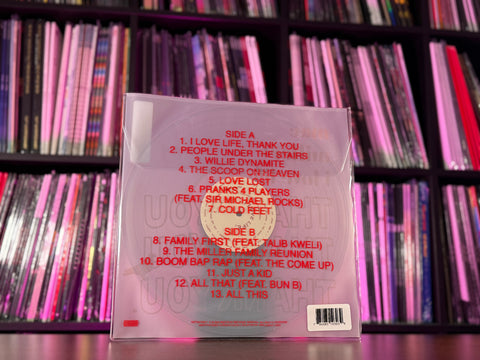 SIDE A
1. I LOVE LIFE, THANK YOU
2. PEOPLE UNDER THE STAIRS
3. WILLIE DYNAMITE
4. THE SCOOP ON HEAVEN
5. LOVE LOST
6. PRANKS 4 PLAYERS
(FEAT. SIR MICHAEL ROCKS)
7. COLD FEET
SIDE B
8. FAMILY FIRST (FEAT. TALIB KWELI)
9. THE MILLER FAMILY REUNION
10. BOOM BAP RAP (FEAT. THE COME UP)
11. JUST A KID
12. ALL THAT (FEAT. BUN B)
13. ALL THIS